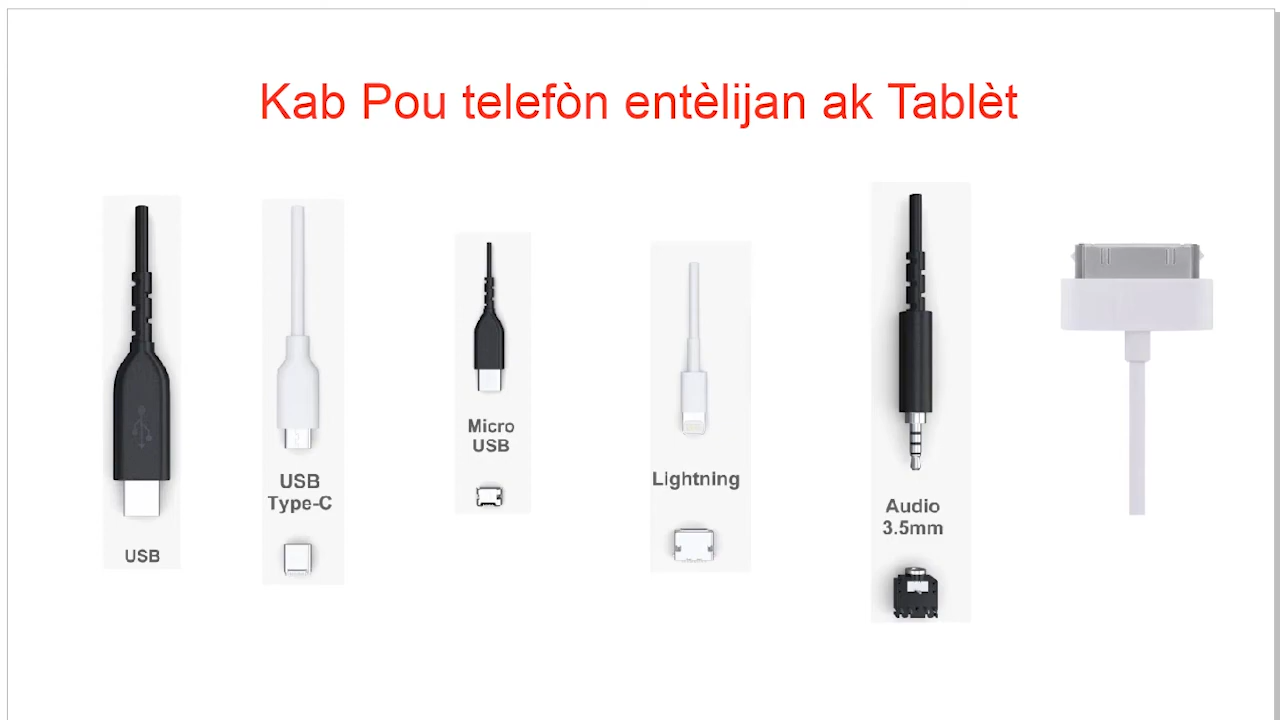 Kab Pou telefòn entèlijan ak Tablèt
USB
USB
Type-C
Micro
USB
Lightning
Audio
3.5mm